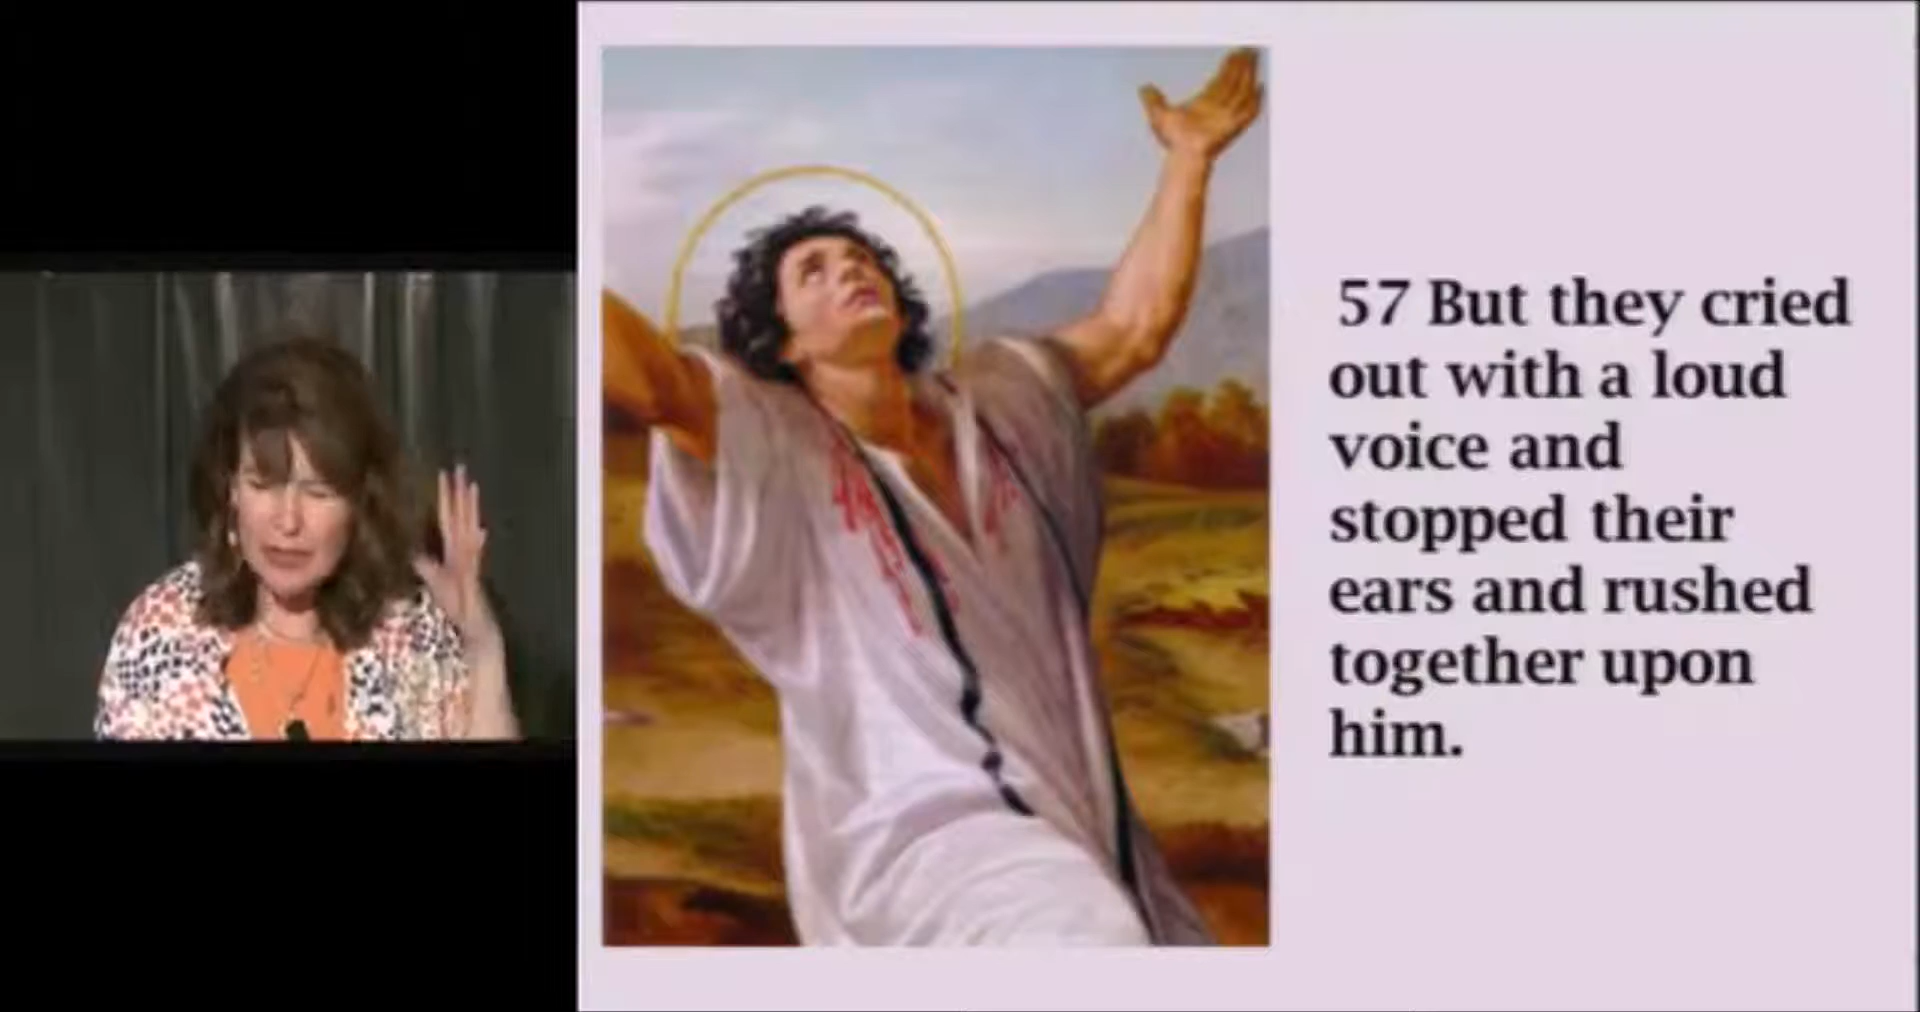 57 But they cried
out with a loud
voice and
stopped their
ears and rushed
together upon
him.